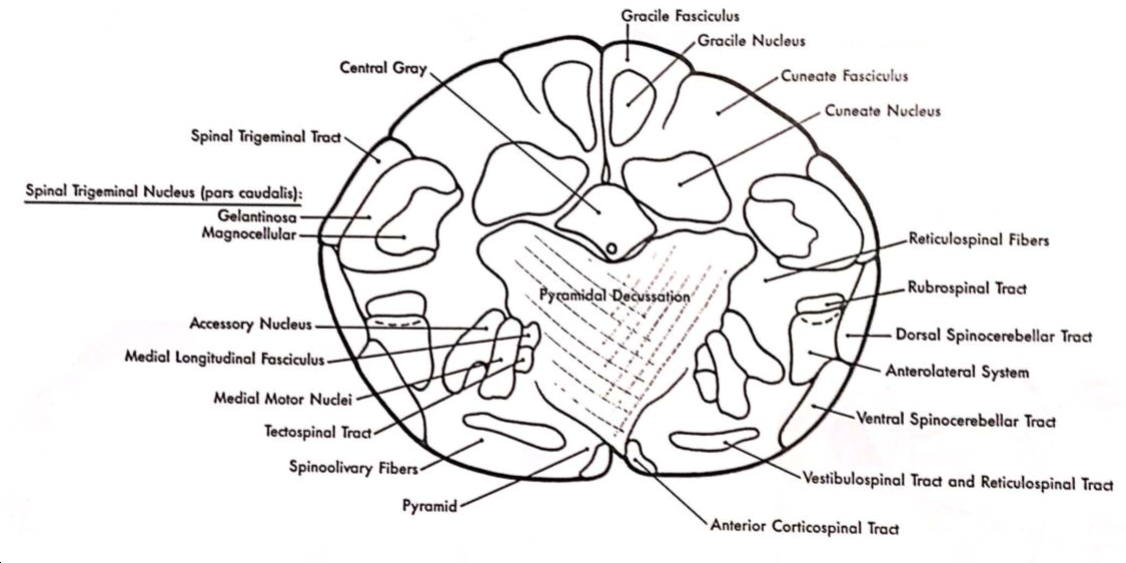 Gracile Fasciculus
Gracile Nucleus
Central Gray
Cuneate Fasciculus
Cuneate Nucleus
Spinal Trigeminal Tract
Spinal Trigeminal Nucleus (pars caudalis):
Gelantinosa
Magnocellular
Reticulospinal Fibers
Pyramidal Decussation
Rubrospinal Tract
Accessory Nucleus
Dorsal Spinocerebellar Tract
Medial Longitudinal Fasciculus
Anterolateral System
Medial Motor Nuclei
Ventral Spinocerebellar Tract
Tectospinal Tract
Spinoolivary Fibers
Vestibulospinal Tract and Reticulospinal Tract
Pyramid
Anterior Corticospinal Tract